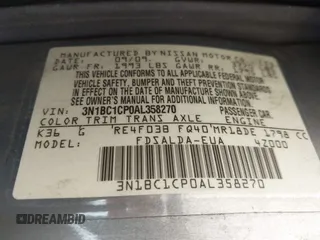 MANUFACTURED BY NISSAN MOTOR
DATE: 09/09. GVWR:
GAWR FR. 1993 LBS GAWR
THIS VEHICLE CONFORMS TO ALL APPLICABLE
FEDERAL MOTOR VEHICLE SAFETY, BUMPER, AND
THEFT PREVENTION STANDARDS IN EFFECT ON THE
DATE OF MANUFACTURE SHOWN ABOVE.
SEE OWNER'S MANUAL FOR ADDITIONAL INFORMATION.
VIN: 3N1BC1CP0AL358270 PASSENGER CAR
COLOR TRIM TRANS AXLE ENGINE
K36 G RE4F03B FQ40 MR18DE 1798 CC
MODEL: FDSALDA-EUA 4Z000
3N1BC1CP0AL358270
DREAMBID